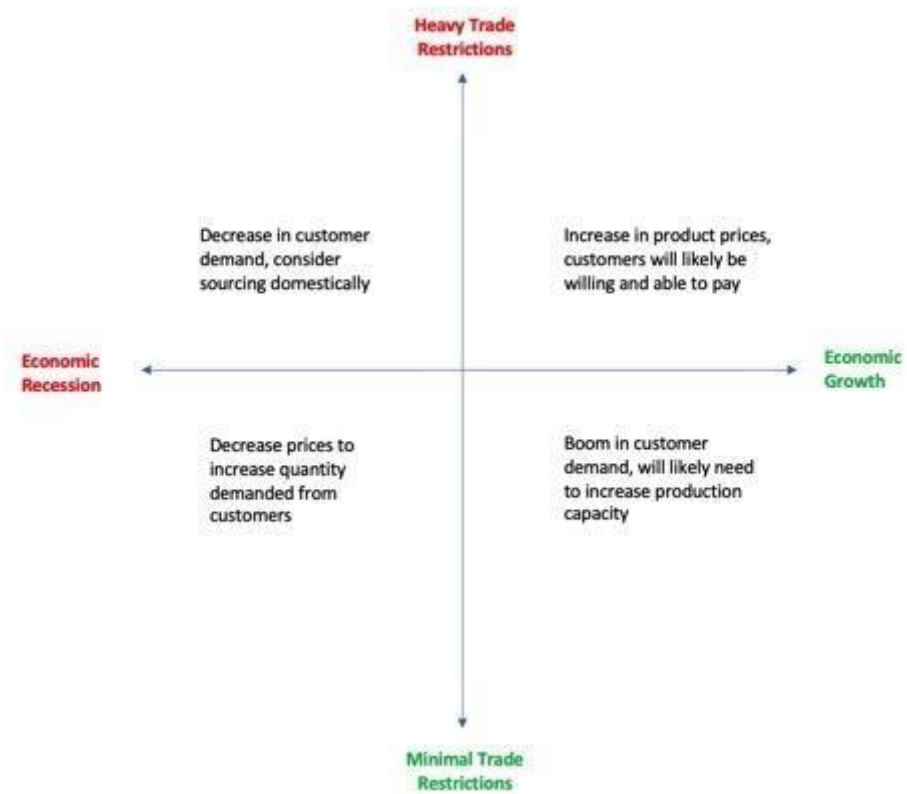 Heavy Trade
Restrictions
Decrease in customer
demand, consider
sourcing domestically
Increase in product prices,
customers will likely be
willing and able to pay
Economic
Recession
Economic
Growth
Decrease prices to
increase quantity
demanded from
customers
Boom in customer
demand, will likely need
to increase production
capacity
Minimal Trade
Restrictions